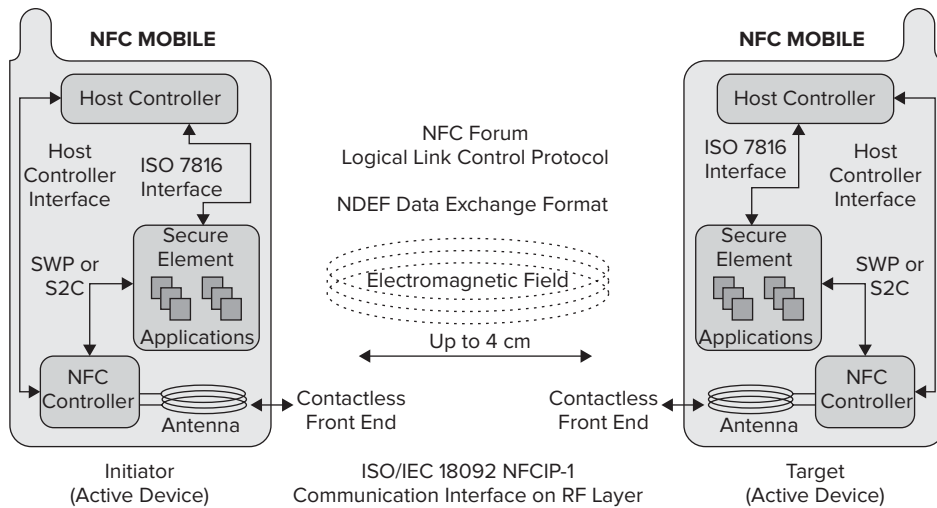 NFC MOBILE
Host Controller
Host
Controller
Interface
ISO 7816
Interface
Secure
Element
SWP or
S2C
Applications
NFC
Controller
Antenna
Initiator
(Active Device)
NFC Forum
Logical Link Control Protocol
NDEF Data Exchange Format
Electromagnetic Field
Up to 4 cm
Contactless
Front End
Contactless
Front End
ISO/IEC 18092 NFCIP-1
Communication Interface on RF Layer
NFC MOBILE
Host Controller
ISO 7816
Interface
Host
Controller
Interface
Secure
Element
SWP or
S2C
Applications
NFC
Controller
Antenna
Target
(Active Device)